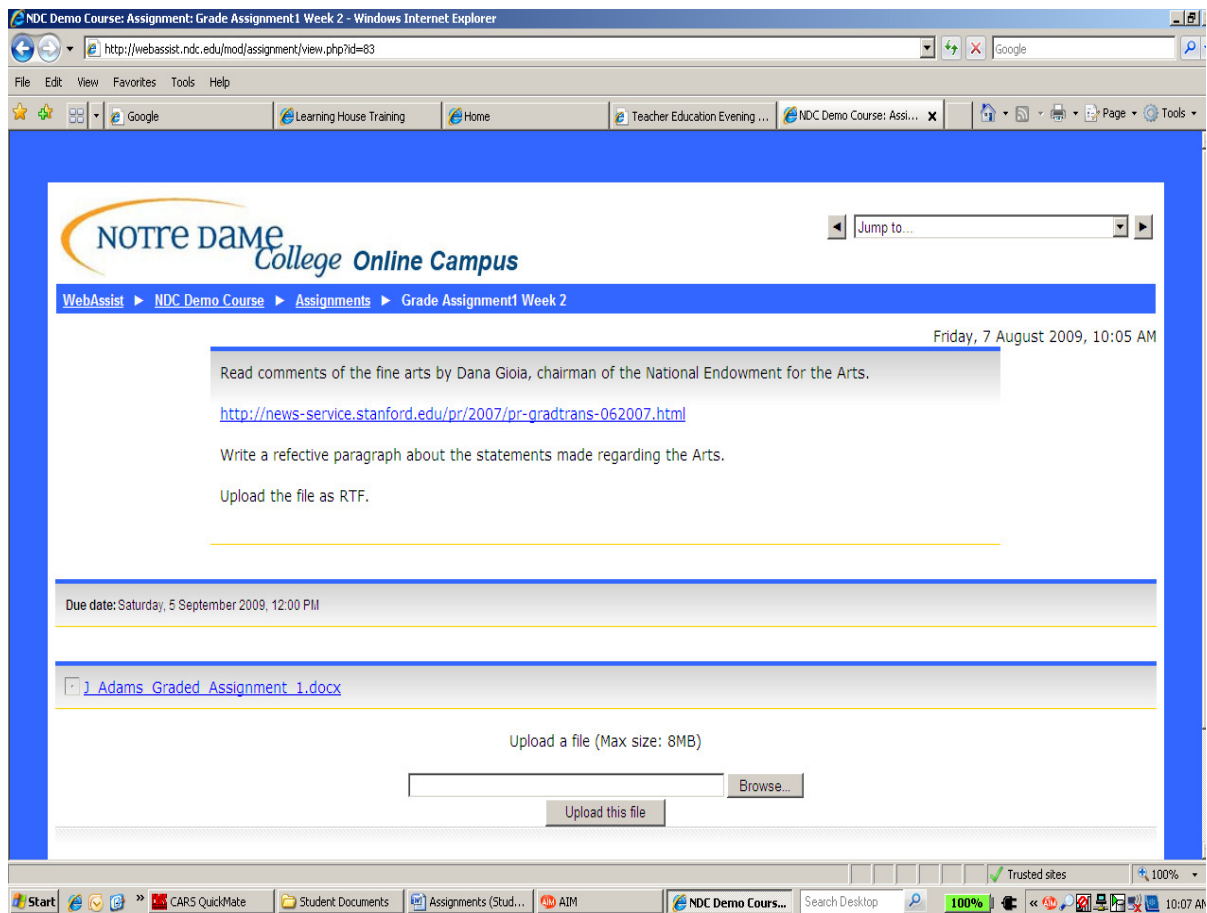 NDC Demo Course: Assignment: Grade Assignment1 Week 2 - Windows Internet Explorer
http://webassist.ndc.edu/mod/assignment/view.php?id=83
Google
File Edit View Favorites Tools Help
Google
Learning House Training
Home
Teacher Education Evening ...
NDC Demo Course: Assi...
Page
Tools
NOTRE DAME
College Online Campus
Jump to...
WebAssist ► NDC Demo Course ► Assignments ► Grade Assignment1 Week 2
Friday, 7 August 2009, 10:05 AM
Read comments of the fine arts by Dana Gioia, chairman of the National Endowment for the Arts.
http://news-service.stanford.edu/pr/2007/pr-gradtrans-062007.html
Write a refective paragraph about the statements made regarding the Arts.
Upload the file as RTF.
Due date: Saturday, 5 September 2009, 12:00 PM
J_Adams_Graded_Assignment_1.docx
Upload a file (Max size: 8MB)
Browse...
Upload this file
Trusted sites
100%
Start
CARS QuickMate
Student Documents
Assignments (Stud...
AIM
NDC Demo Cours...
Search Desktop
100%
10:07 AM